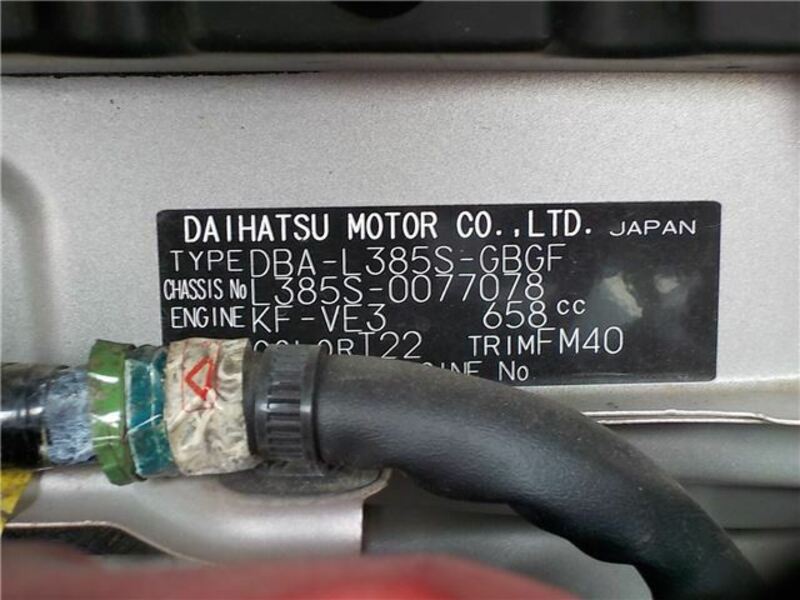 DAIHATSU MOTOR CO.,LTD. JAPAN
TYPE DBA-L385S-GBGF
CHASSIS No L385S-0077078
ENGINE KF-VE3 658 cc
T22 TRIM FM40
No